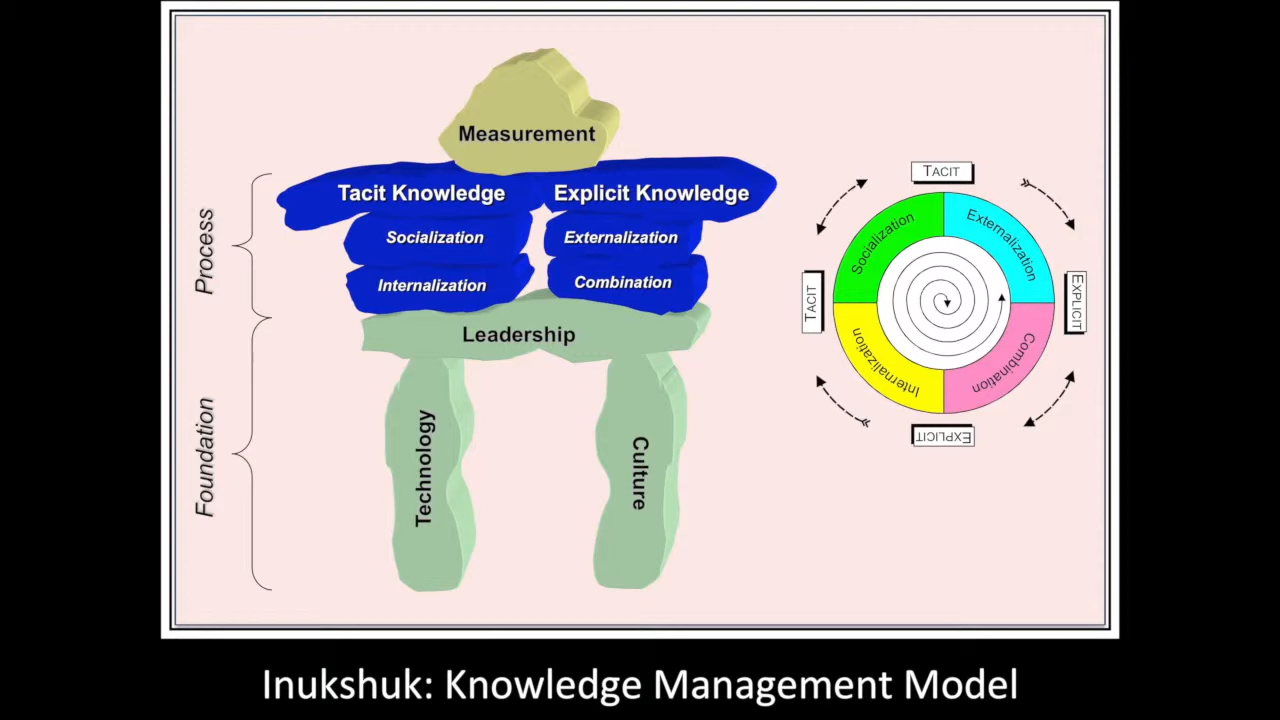 Measurement
Tacit Knowledge
Explicit Knowledge
Socialization
Externalization
Internalization
Combination
Leadership
Technology
Culture
Process
Foundation
TACIT
Socialization
Externalization
TACIT
EXPLICIT
Internalization
Combination
EXPLICIT
Inukshuk: Knowledge Management Model